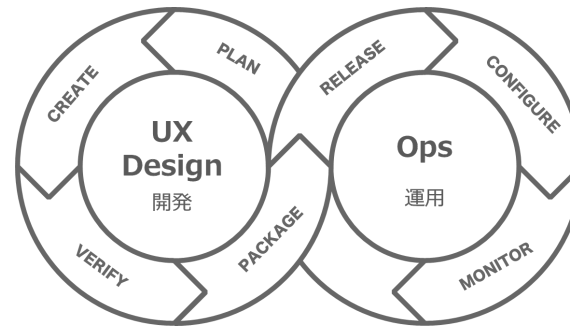 PLAN
CREATE
VERIFY
PACKAGE
UX
Design
開発
RELEASE
CONFIGURE
MONITOR
Ops
運用